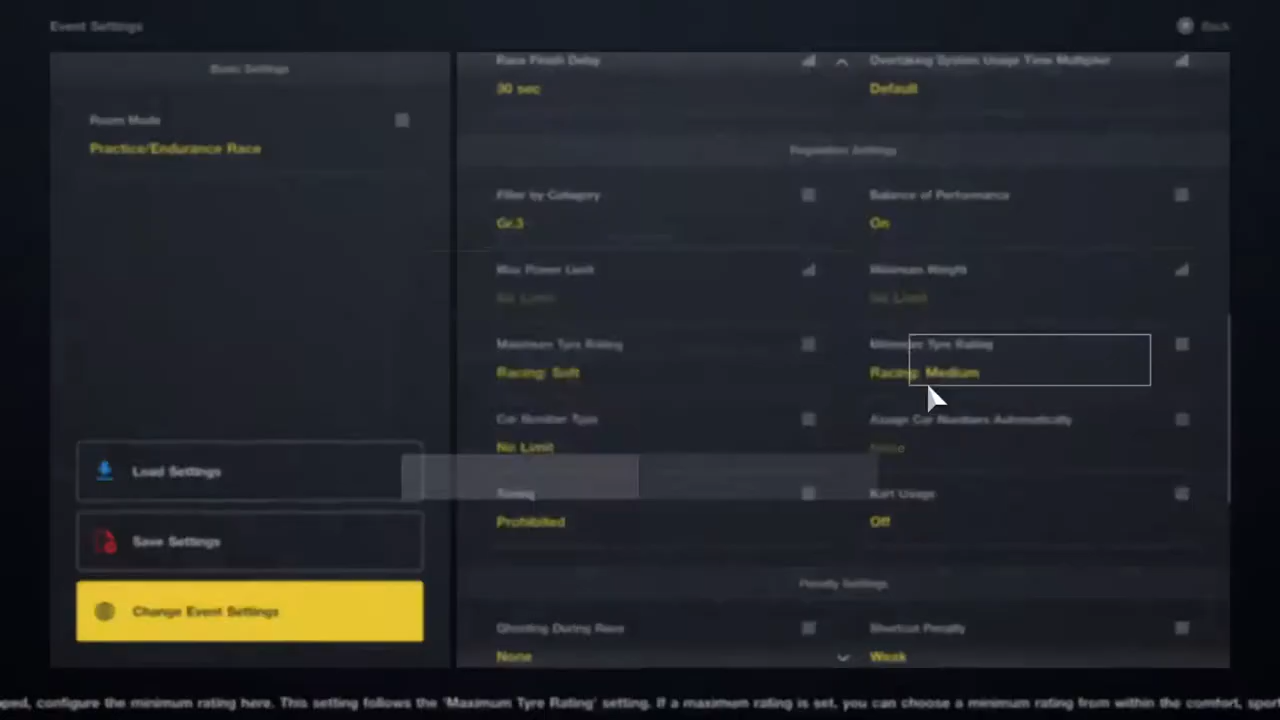 Event Settings
Back
Basic Settings
Room Mode
Practice/Endurance Race
Load Settings
Save Settings
Change Event Settings
Race Finish Delay
30 sec
Overtaking System Usage Time Multiplier
Default
Regulation Settings
Filter by Category
Gr.3
Balance of Performance
On
Max Power Limit
No Limit
Minimum Weight
No Limit
Maximum Tyre Rating
Racing: Soft
Minimum Tyre Rating
Racing: Medium
Car Number Type
No Limit
Assign Car Numbers Automatically
Tuning
Prohibited
Kart Usage
Off
Penalty Settings
Ghosting During Race
None
Shortcut Penalty
Weak
configure the minimum rating here. This setting follows the 'Maximum Tyre Rating' setting. If a maximum rating is set, you can choose a minimum rating from within the comfort,